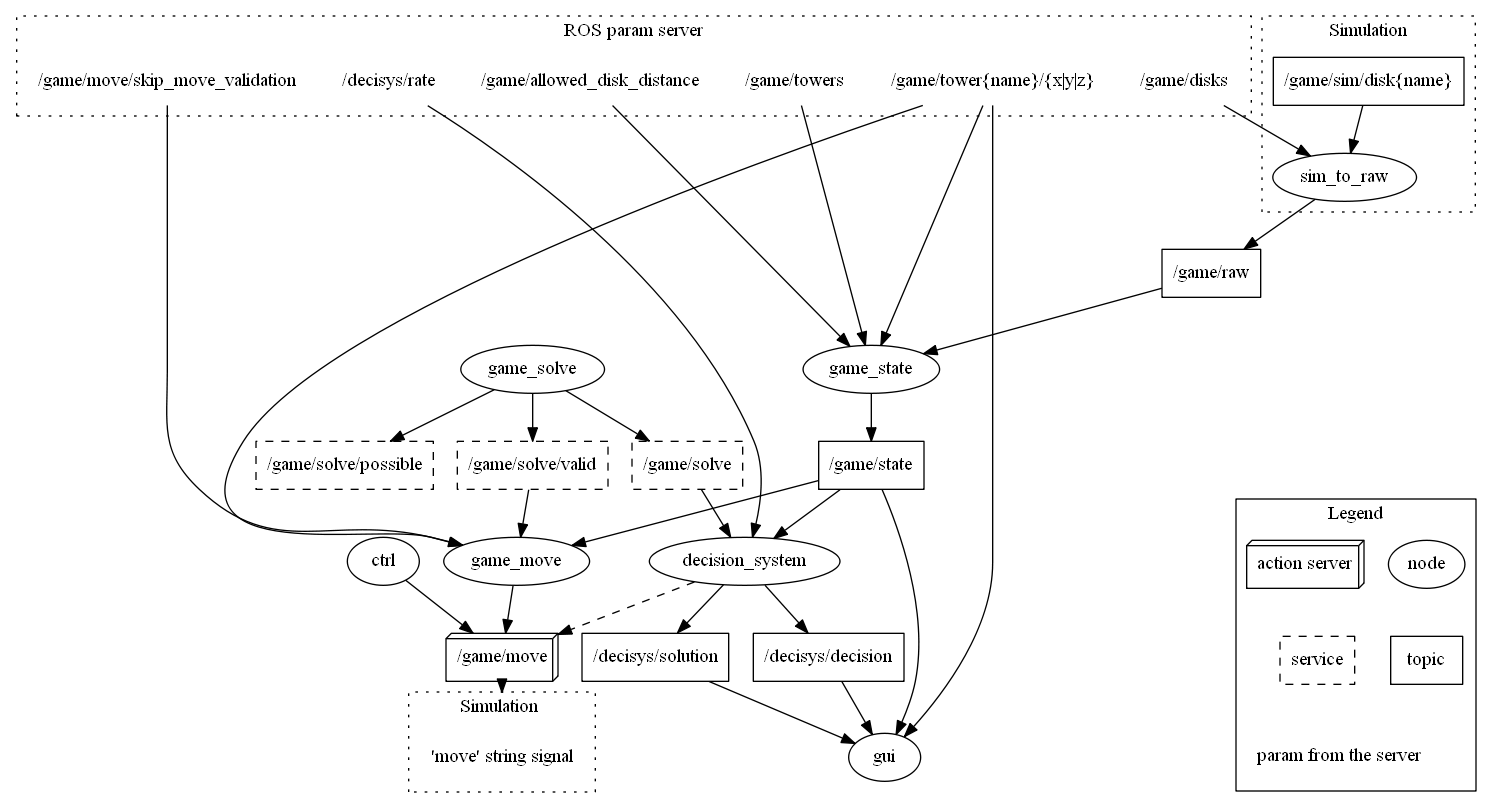 ROS param server
Simulation
/game/move/skip_move_validation
/decisys/rate
/game/allowed_disk_distance
/game/towers
/game/tower{name}/{x|y|z}
/game/disks
/game/sim/disk{name}
sim_to_raw
/game/raw
game_solve
game_state
/game/solve/possible
/game/solve/valid
/game/solve
/game/state
Legend
ctrl
game_move
decision_system
action server
node
/game/move
/decisys/solution
/decisys/decision
service
topic
Simulation
'move' string signal
gui
param from the server